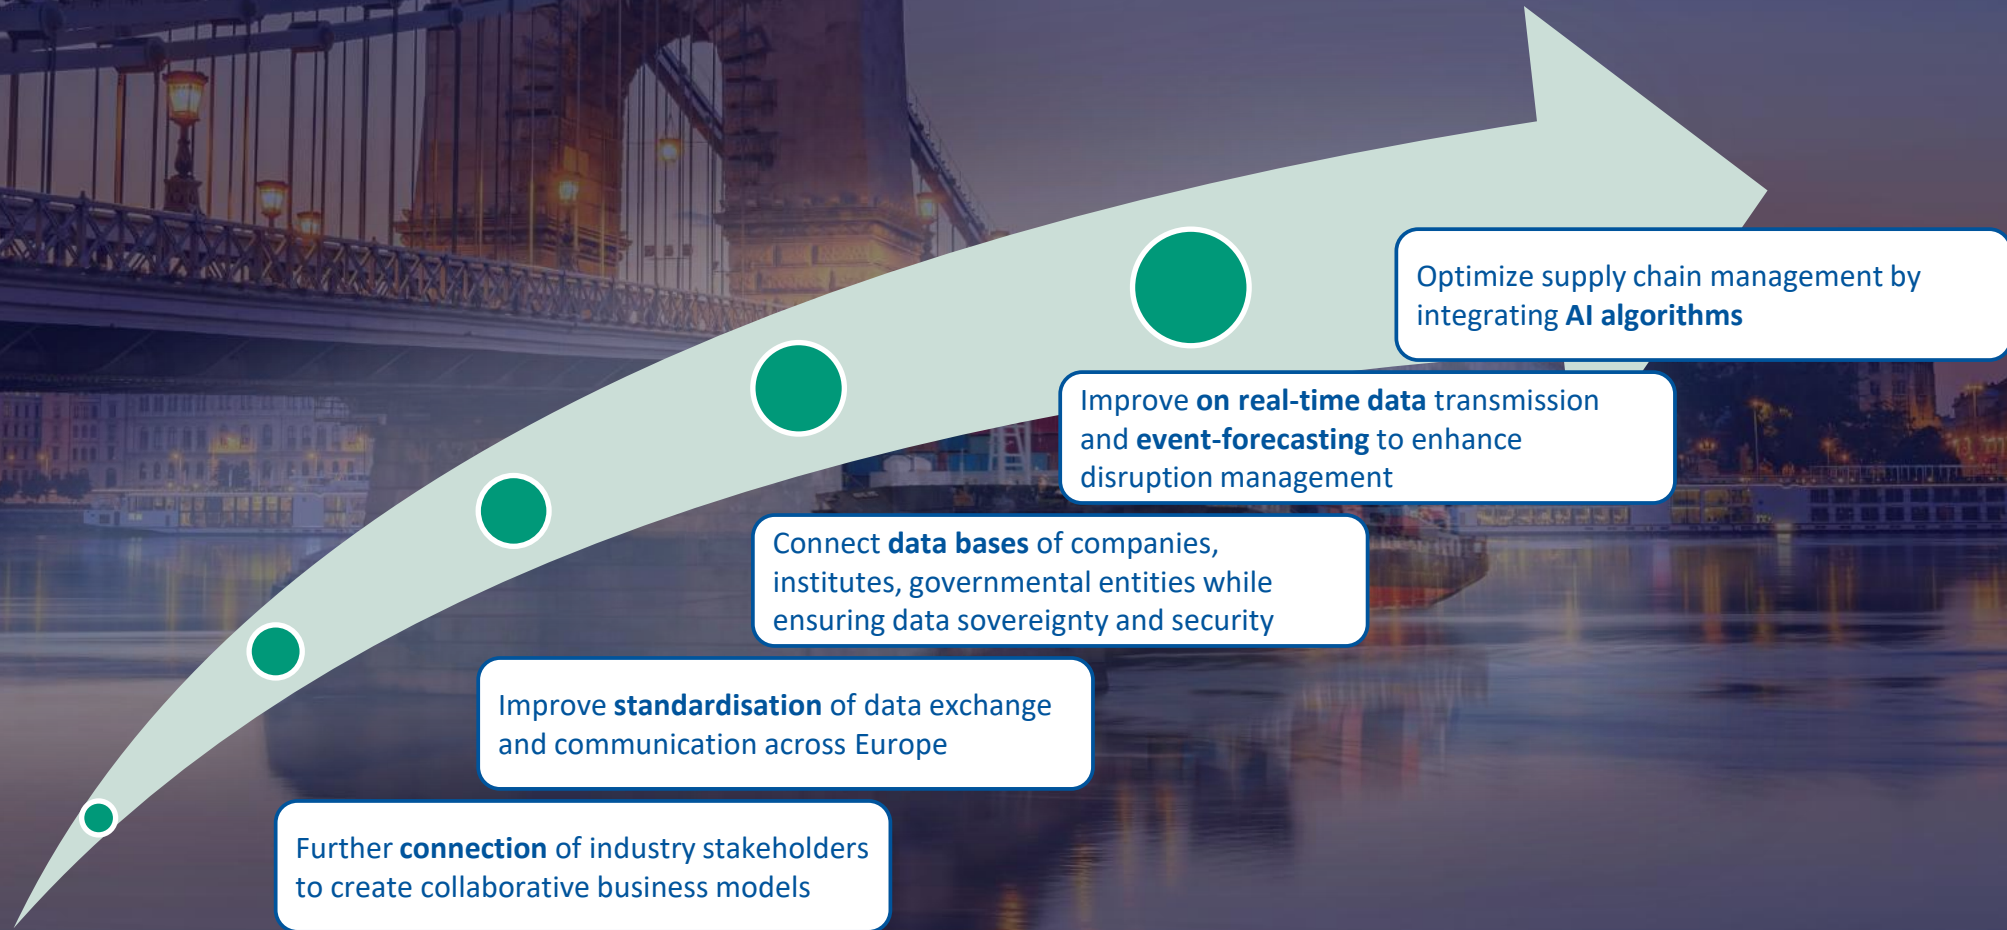 Optimize supply chain management by
integrating AI algorithms
Improve on real-time data transmission
and event-forecasting to enhance
disruption management
Connect data bases of companies,
institutes, governmental entities while
ensuring data sovereignty and security
Improve standardisation of data exchange
and communication across Europe
Further connection of industry stakeholders
to create collaborative business models